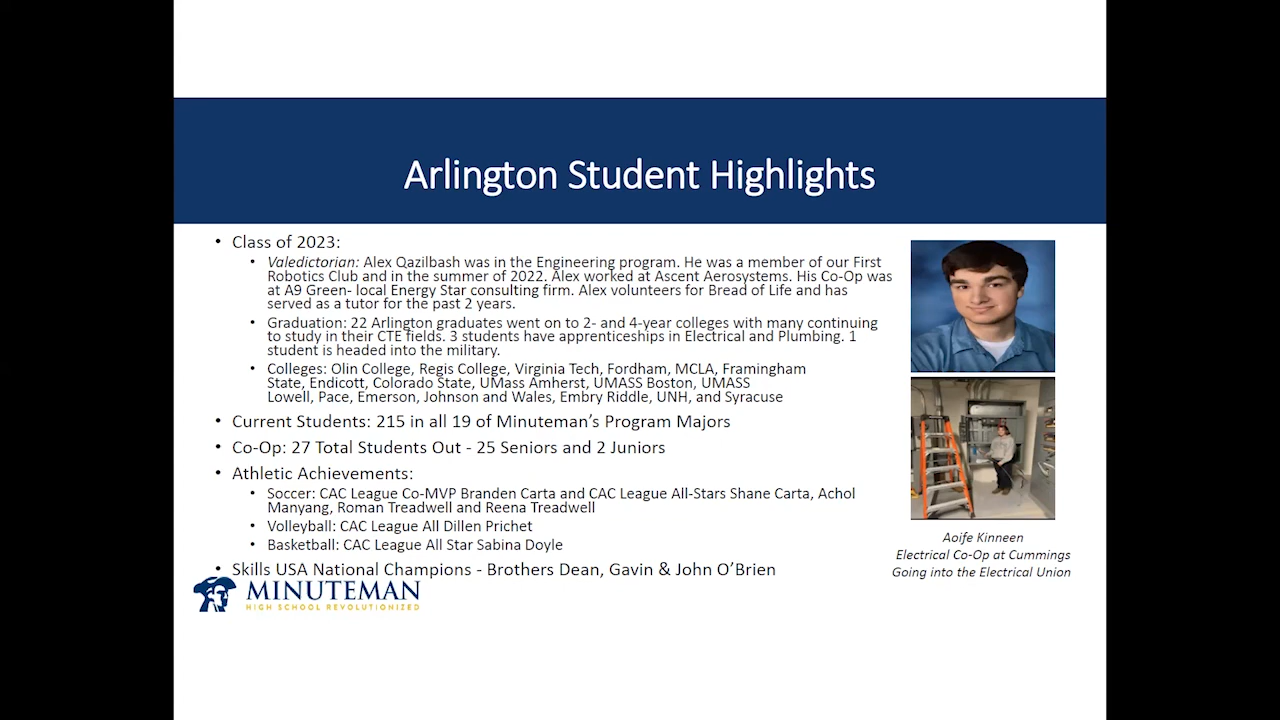 Arlington Student Highlights
• Class of 2023:
• Valedictorian: Alex Qazilbash was in the Engineering program. He was a member of our First
Robotics Club and in the summer of 2022. Alex worked at Ascent Aerosystems. His Co-Op was
at A9 Green- local Energy Star consulting firm. Alex volunteers for Bread of Life and has
served as a tutor for the past 2 years.
• Graduation: 22 Arlington graduates went on to 2- and 4-year colleges with many continuing
to study in their CTE fields. 3 students have apprenticeships in Electrical and Plumbing. 1
student is headed into the military.
• Colleges: Olin College, Regis College, Virginia Tech, Fordham, MCLA, Framingham
State, Endicott, Colorado State, UMass Amherst, UMASS Boston, UMASS
Lowell, Pace, Emerson, Johnson and Wales, Embry Riddle, UNH, and Syracuse
• Current Students: 215 in all 19 of Minuteman’s Program Majors
• Co-Op: 27 Total Students Out - 25 Seniors and 2 Juniors
• Athletic Achievements:
• Soccer: CAC League Co-MVP Branden Carta and CAC League All-Stars Shane Carta, Achol
Manyang, Roman Treadwell and Reena Treadwell
• Volleyball: CAC League All Dillen Prichet
• Basketball: CAC League All Star Sabina Doyle
• Skills USA National Champions - Brothers Dean, Gavin & John O’Brien
Aoife Kinneen
Electrical Co-Op at Cummings
Going into the Electrical Union
MINUTEMAN
HIGH SCHOOL REVOLUTIONIZED